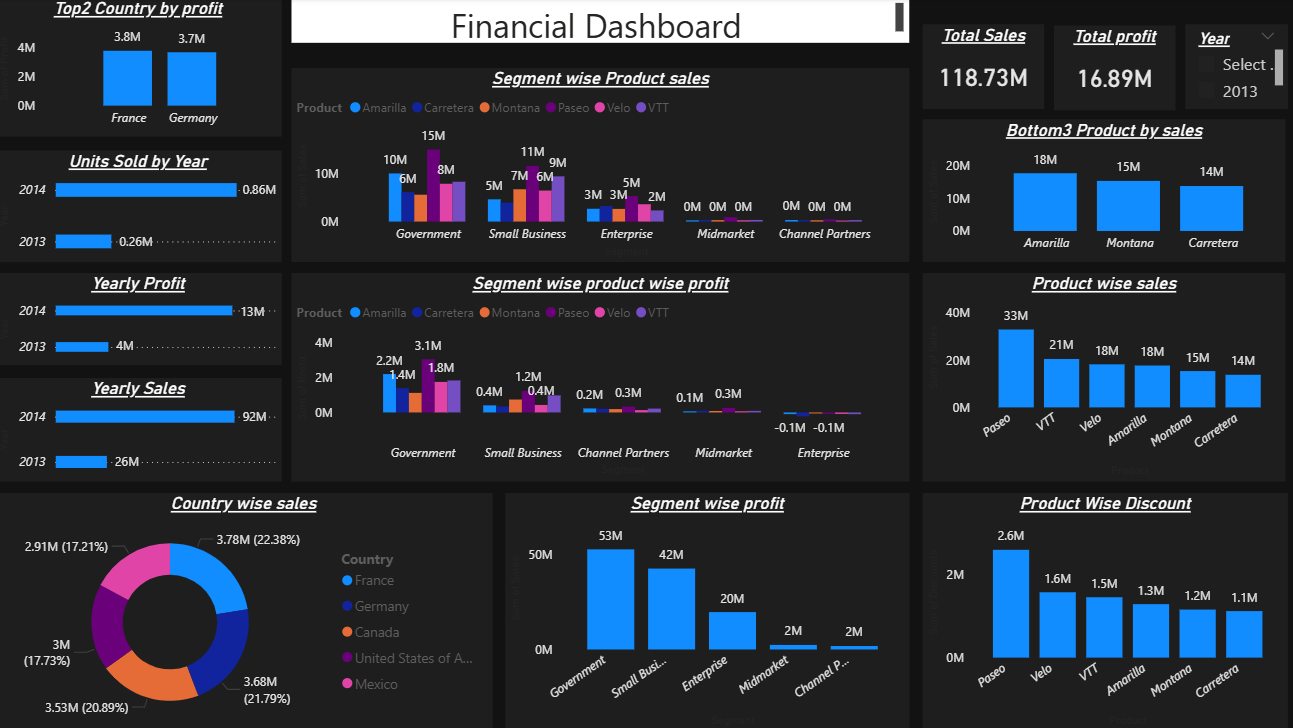 Top2 Country by profit
4M
2M
0M
3.8M
3.7M
France
Germany
Units Sold by Year
2014
0.86M
2013
0.26M
Yearly Profit
2014
13M
2013
4M
Yearly Sales
2014
92M
2013
26M
Financial Dashboard
Segment wise Product sales
Product Amarilla Carretera Montana Paseo Velo VTT
10M
0M
10M
6M
15M
8M
5M
7M
11M
6M
9M
3M
3M
5M
2M
0M
0M
0M
0M
0M
0M
Government
Small Business
Enterprise
Midmarket
Channel Partners
Segment wise product wise profit
Product Amarilla Carretera Montana Paseo Velo VTT
4M
2M
0M
2.2M
1.4M
3.1M
1.8M
0.4M
1.2M
0.4M
0.2M
0.3M
0.1M
0.3M
-0.1M
-0.1M
Government
Small Business
Channel Partners
Midmarket
Enterprise
Total Sales
118.73M
Total profit
16.89M
Year
Select ...
2013
Bottom3 Product by sales
20M
10M
0M
18M
15M
14M
Amarilla
Montana
Carretera
Product wise sales
40M
20M
0M
33M
21M
18M
18M
15M
14M
Paseo
VTT
Velo
Amarilla
Montana
Carretera
Country wise sales
3.78M (22.38%)
3.68M
(21.79%)
3.53M (20.89%)
3M
(17.73%)
2.91M (17.21%)
Country
France
Germany
Canada
United States of A...
Mexico
Segment wise profit
50M
0M
53M
42M
20M
2M
2M
Government
Small Busi...
Enterprise
Midmarket
Channel P...
Product Wise Discount
2M
0M
2.6M
1.6M
1.5M
1.3M
1.2M
1.1M
Paseo
Velo
VTT
Amarilla
Montana
Carretera